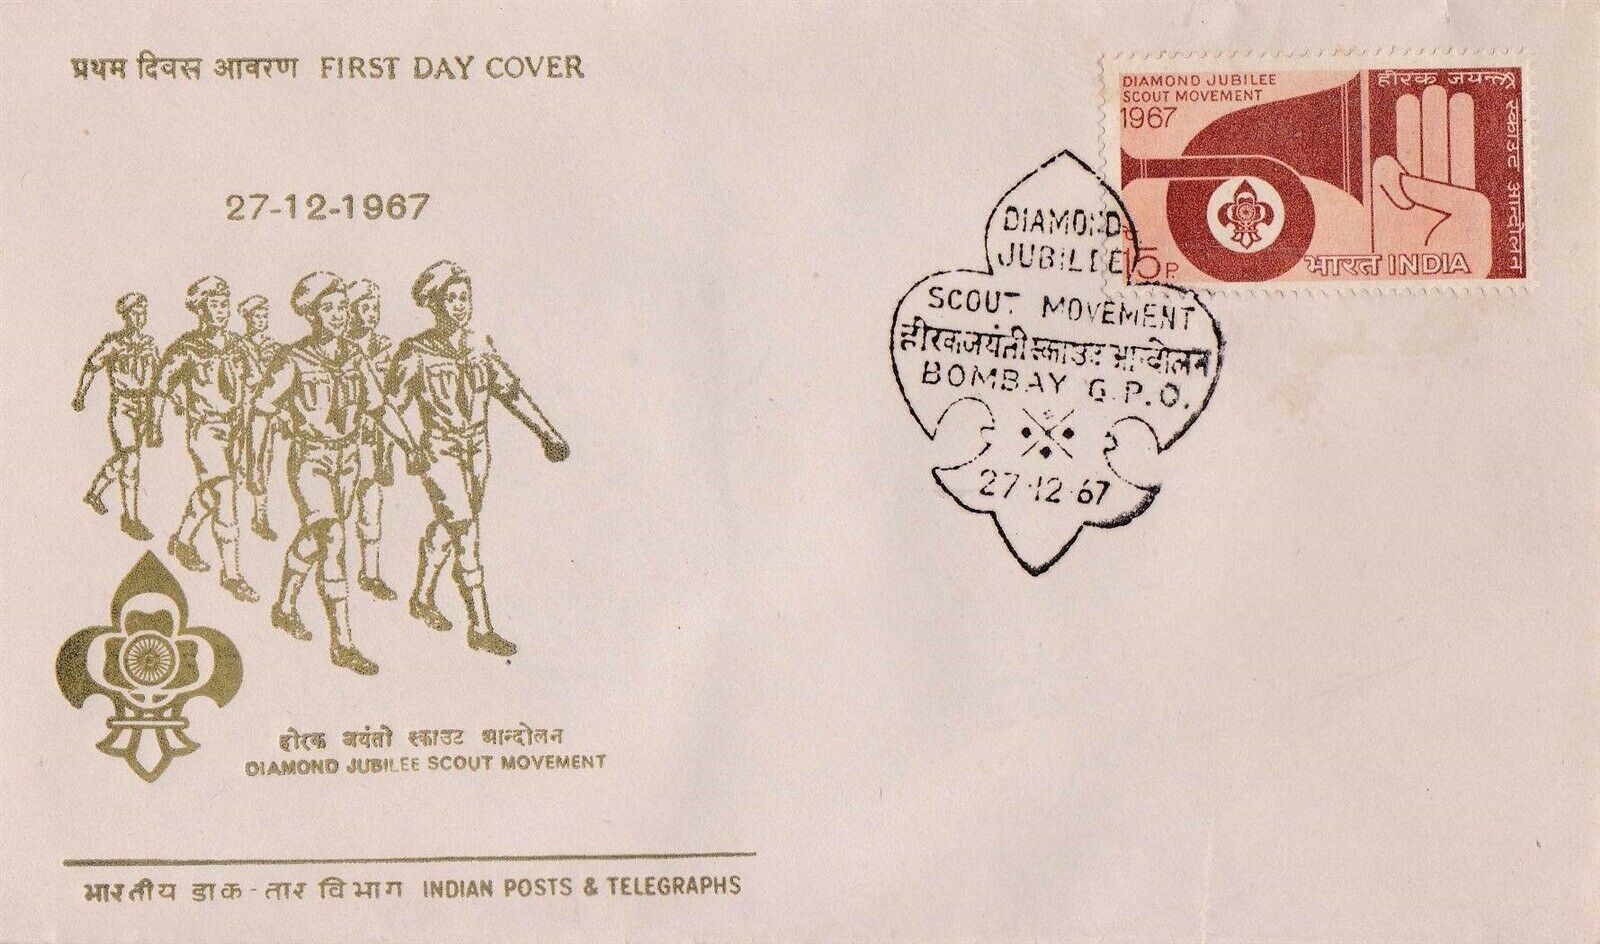 प्रथम दिवस आवरण FIRST DAY COVER
27-12-1967
हीरक जयंती स्काउट आन्दोलन
DIAMOND JUBILEE SCOUT MOVEMENT
भारतीय डाक-तार विभाग INDIAN POSTS & TELEGRAPHS
DIAMOND JUBILEE
SCOUT MOVEMENT
1967
हीरक जयन्ती
स्काउट आन्दोलन
15 P.
भारत INDIA
DIAMOND
JUBILEE
SCOUT MOVEMENT
हीरक जयंती स्काउट आन्दोलन
BOMBAY G.P.O.
27-12-67